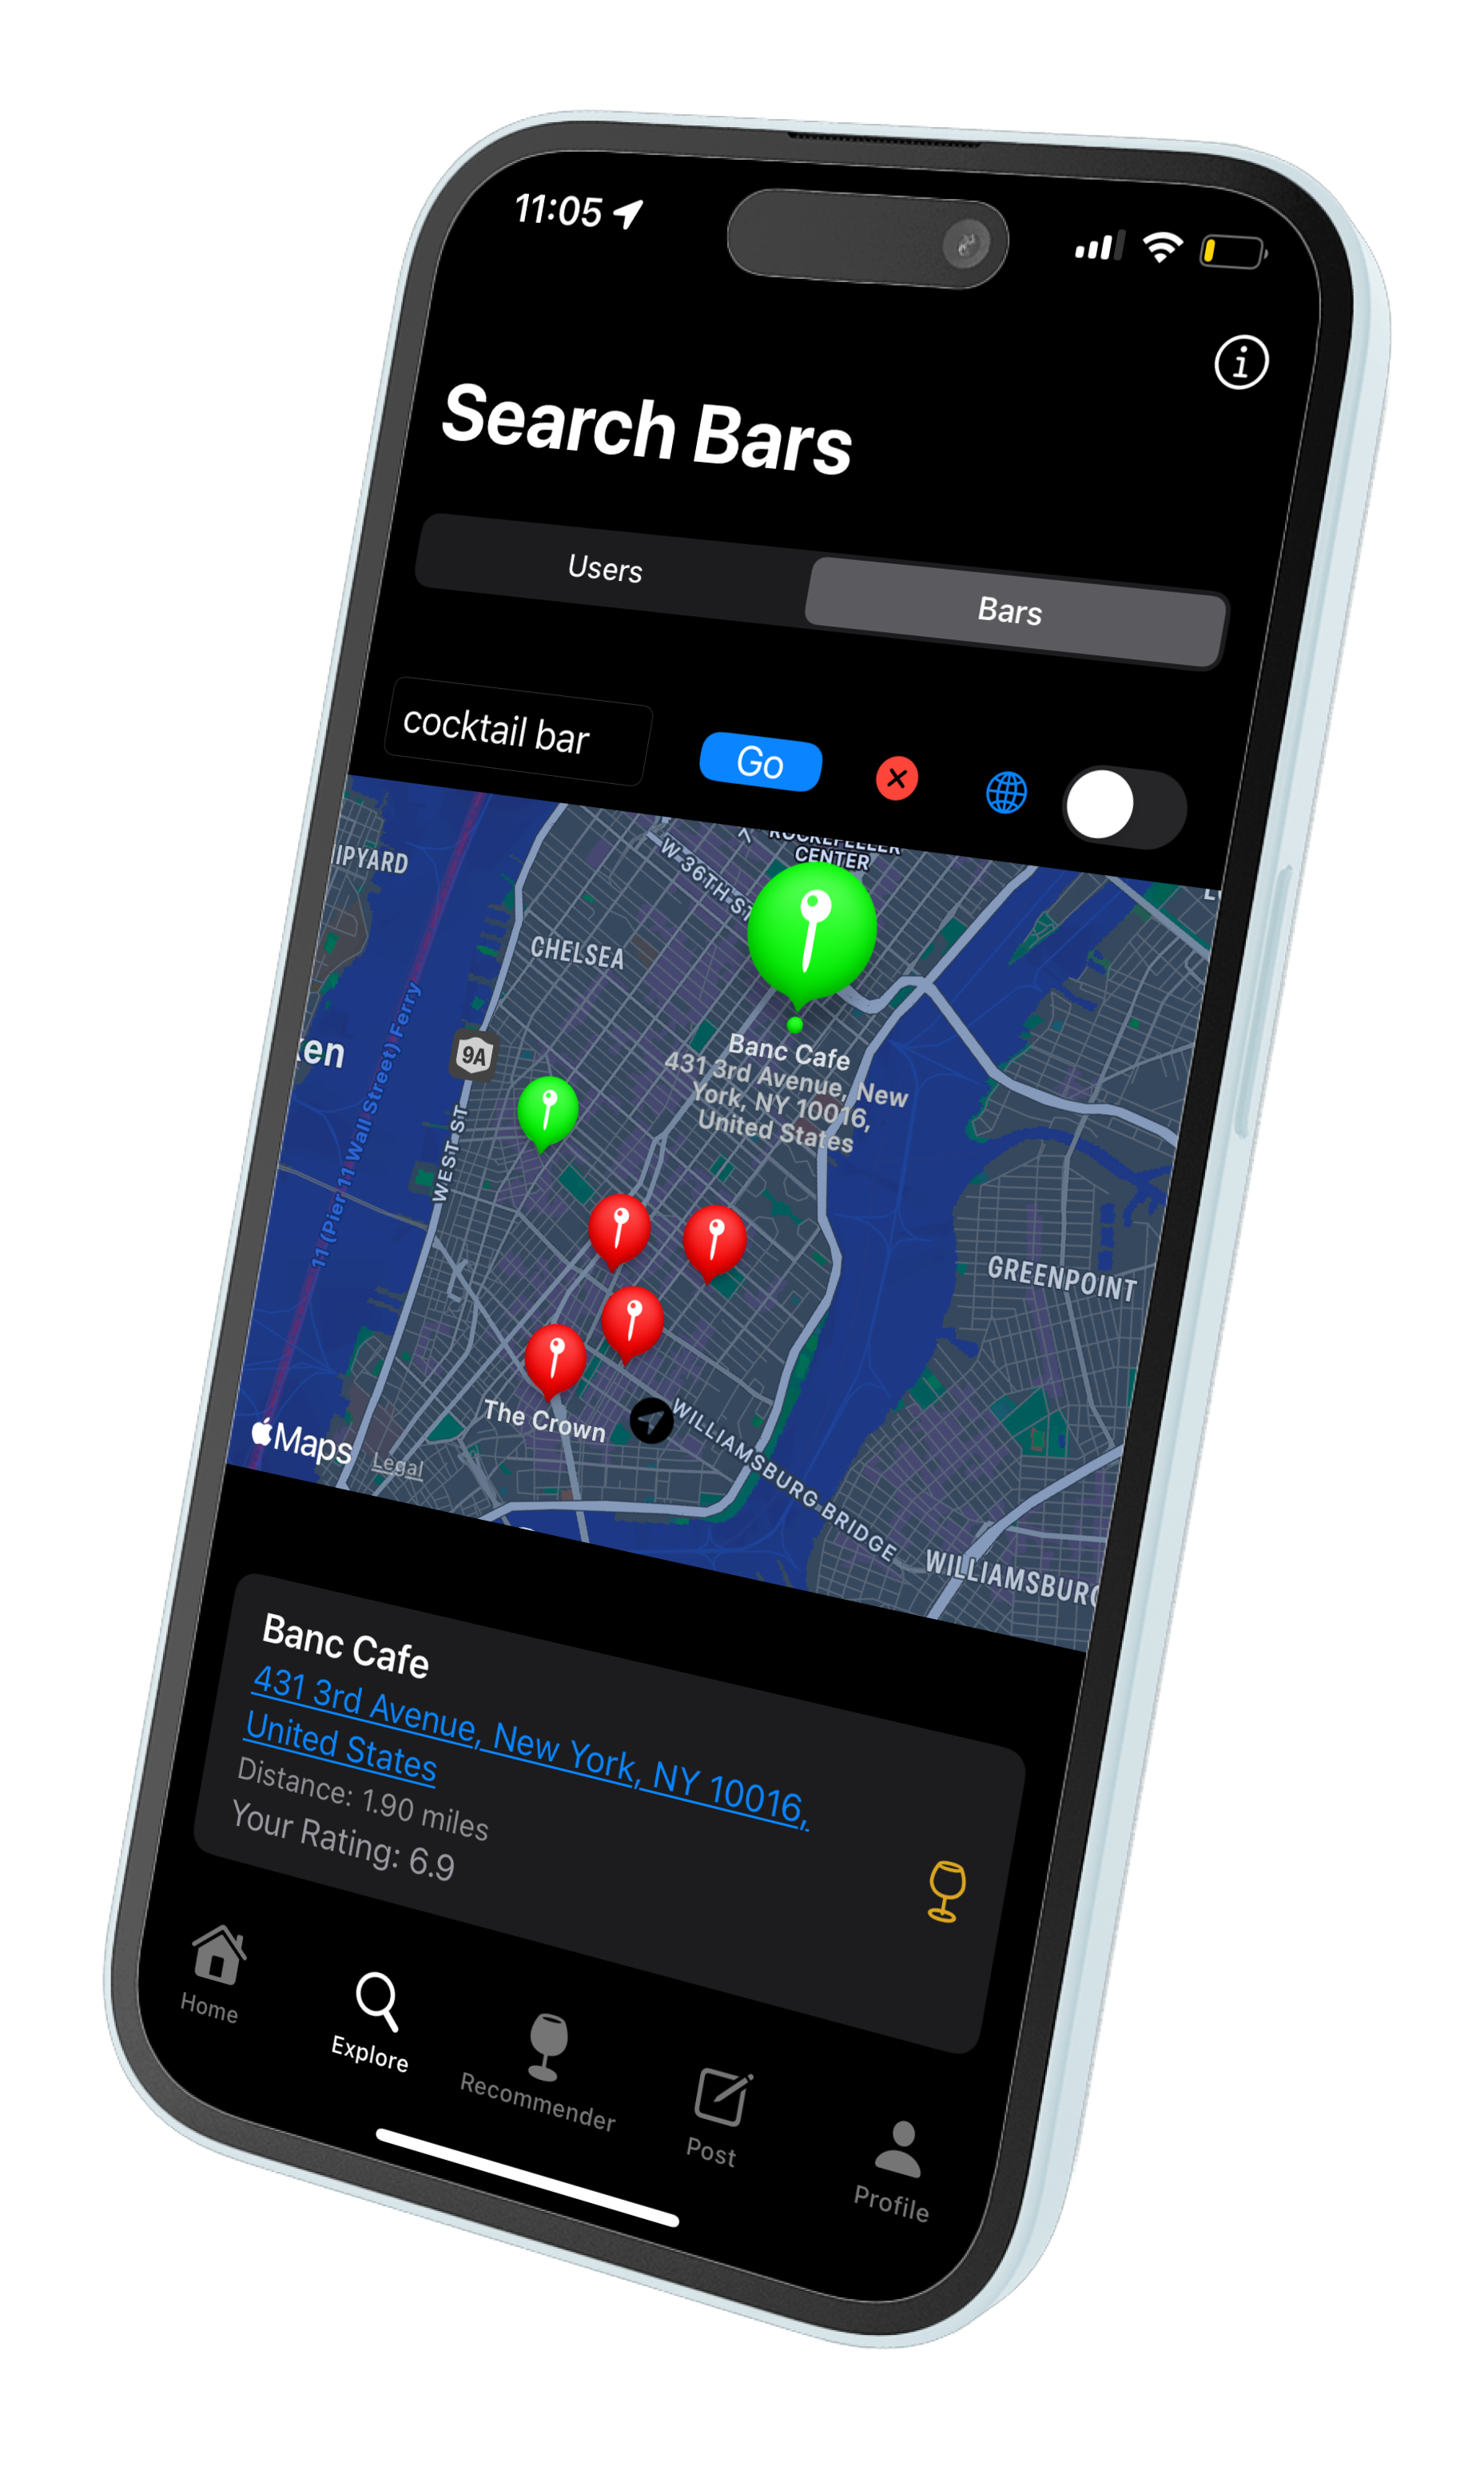 11:05
Search Bars
Users
Bars
cocktail bar
Go
ROCKEFELLER
CENTER
W 36TH ST
CHELSEA
9A
Banc Cafe
431 3rd Avenue, New
York, NY 10016,
United States
11 (Pier 11 Wall Street) Ferry
WEST ST
GREENPOINT
The Crown
WILLIAMSBURG BRIDGE
Maps
Legal
Banc Cafe
431 3rd Avenue, New York, NY 10016,
United States
Distance: 1.90 miles
Your Rating: 6.9
Home
Explore
Recommender
Post
Profile